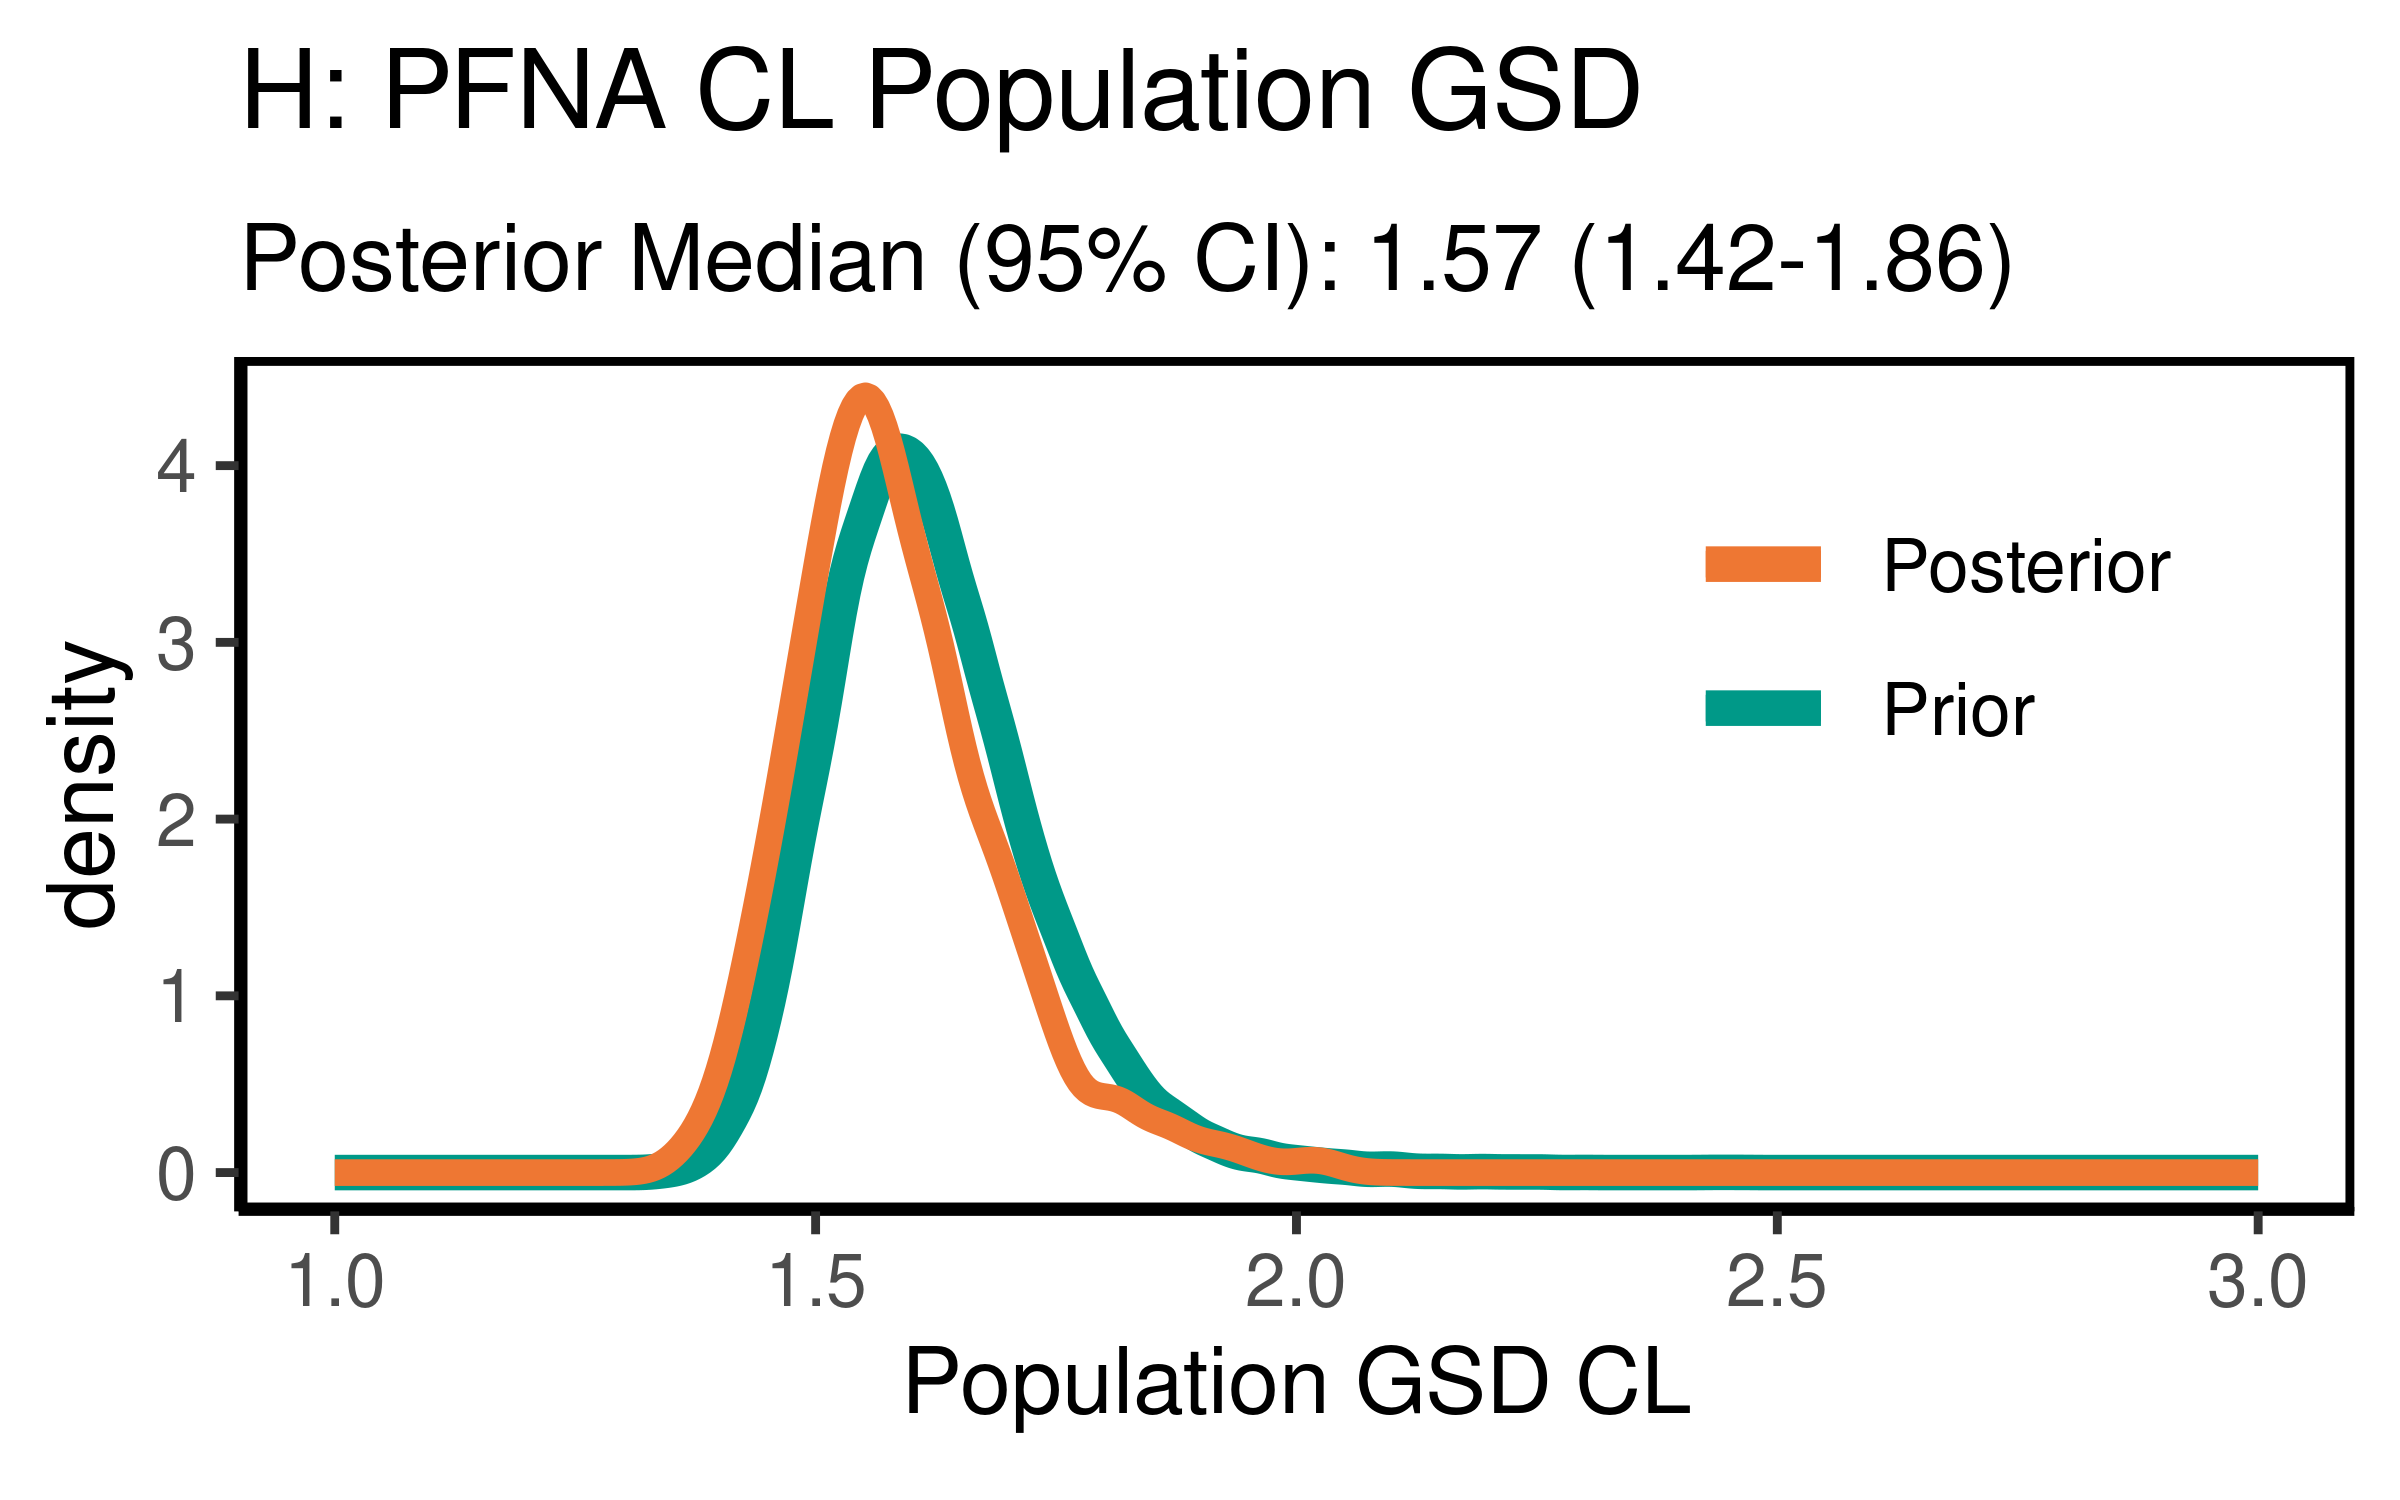 H: PFNA CL Population GSD
Posterior Median (95% CI): 1.57 (1.42-1.86)
density
4
3
2
1
0
Posterior
Prior
1.0 1.5 2.0 2.5 3.0
Population GSD CL